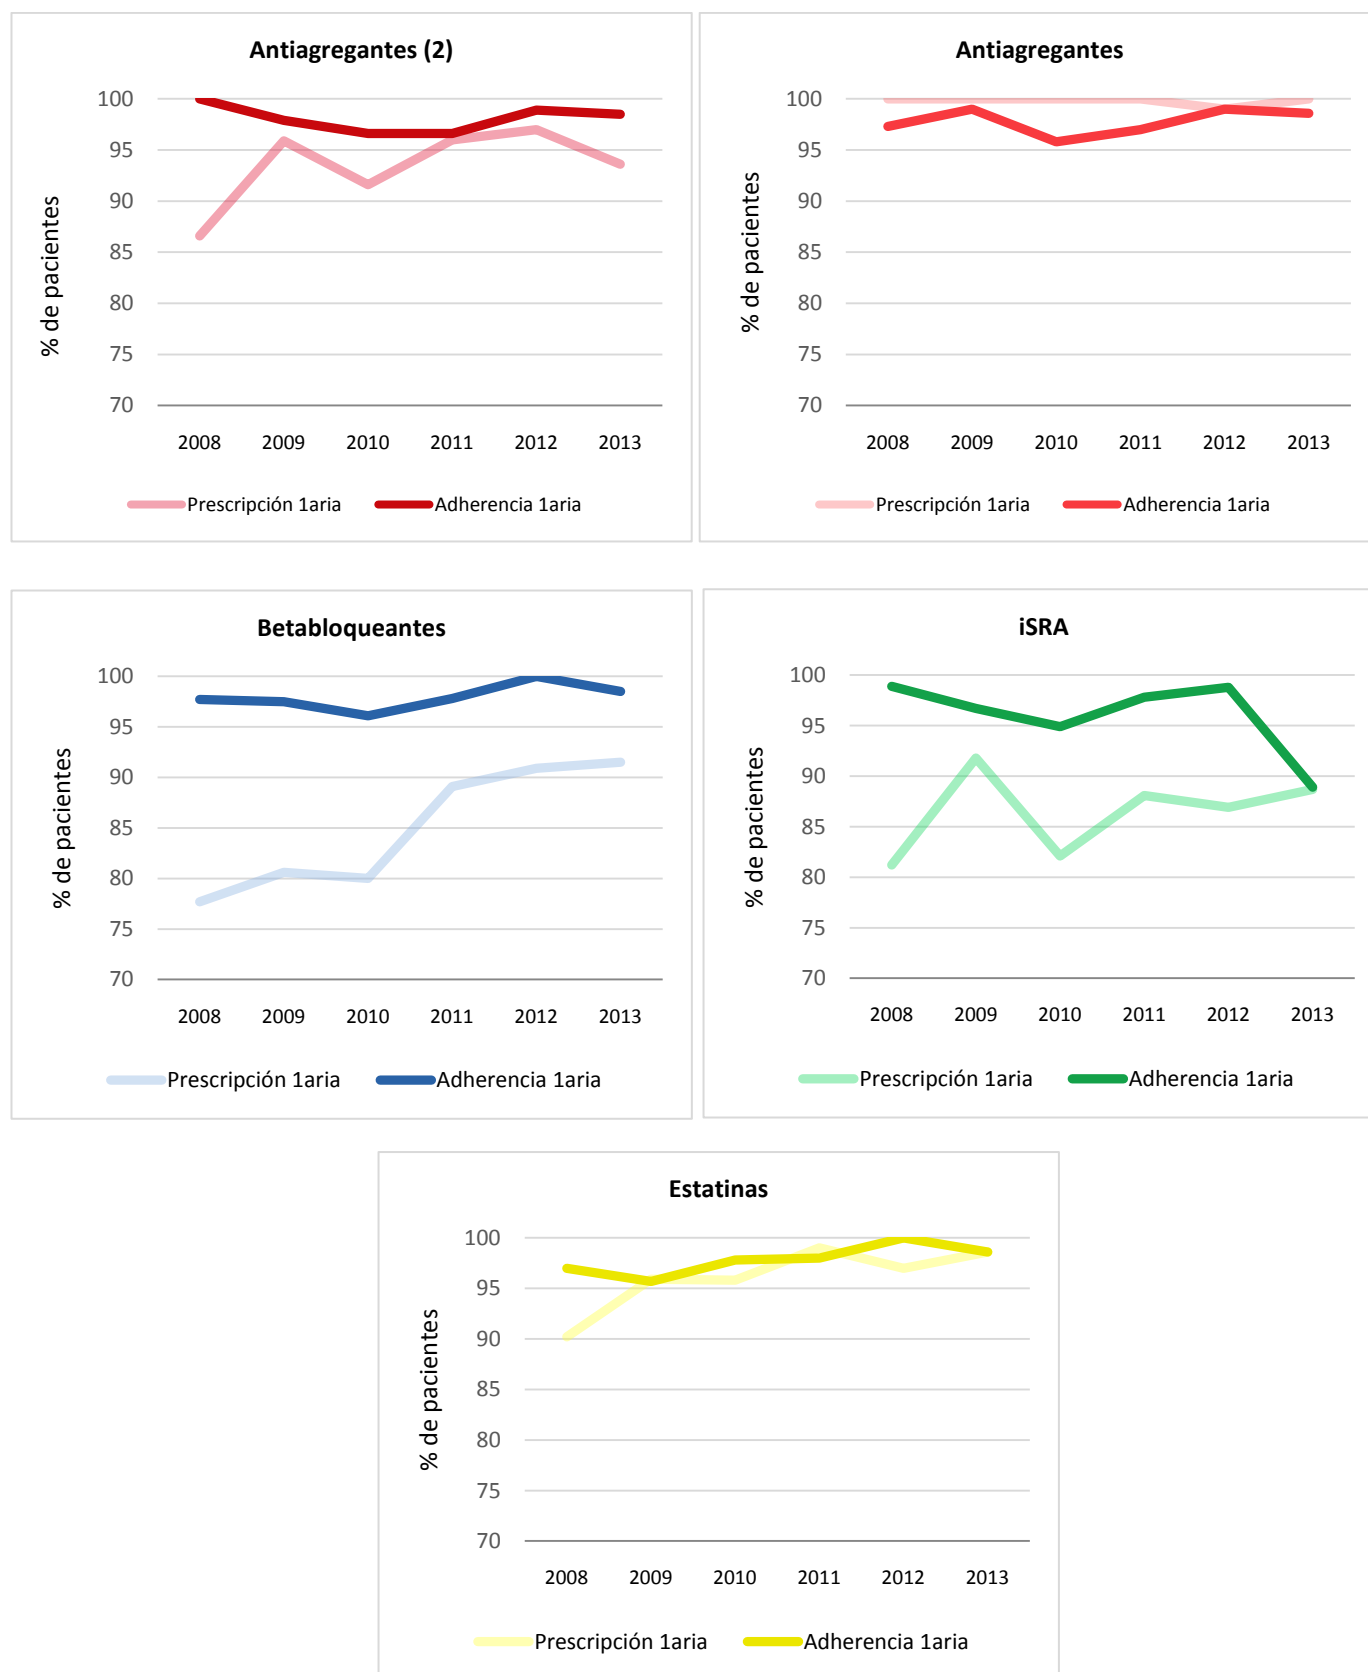 Antiagregantes (2)
% de pacientes
100
95
90
85
80
75
70
2008 2009 2010 2011 2012 2013
Prescripción 1aria Adherencia 1aria
Antiagregantes
% de pacientes
100
95
90
85
80
75
70
2008 2009 2010 2011 2012 2013
Prescripción 1aria Adherencia 1aria
Betabloqueantes
% de pacientes
100
95
90
85
80
75
70
2008 2009 2010 2011 2012 2013
Prescripción 1aria Adherencia 1aria
iSRA
% de pacientes
100
95
90
85
80
75
70
2008 2009 2010 2011 2012 2013
Prescripción 1aria Adherencia 1aria
Estatinas
% de pacientes
100
95
90
85
80
75
70
2008 2009 2010 2011 2012 2013
Prescripción 1aria Adherencia 1aria